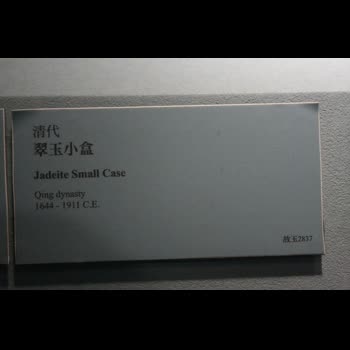 清代
翠玉小盒
Jadeite Small Case
Qing dynasty
1644 - 1911 C.E.
故玉2837